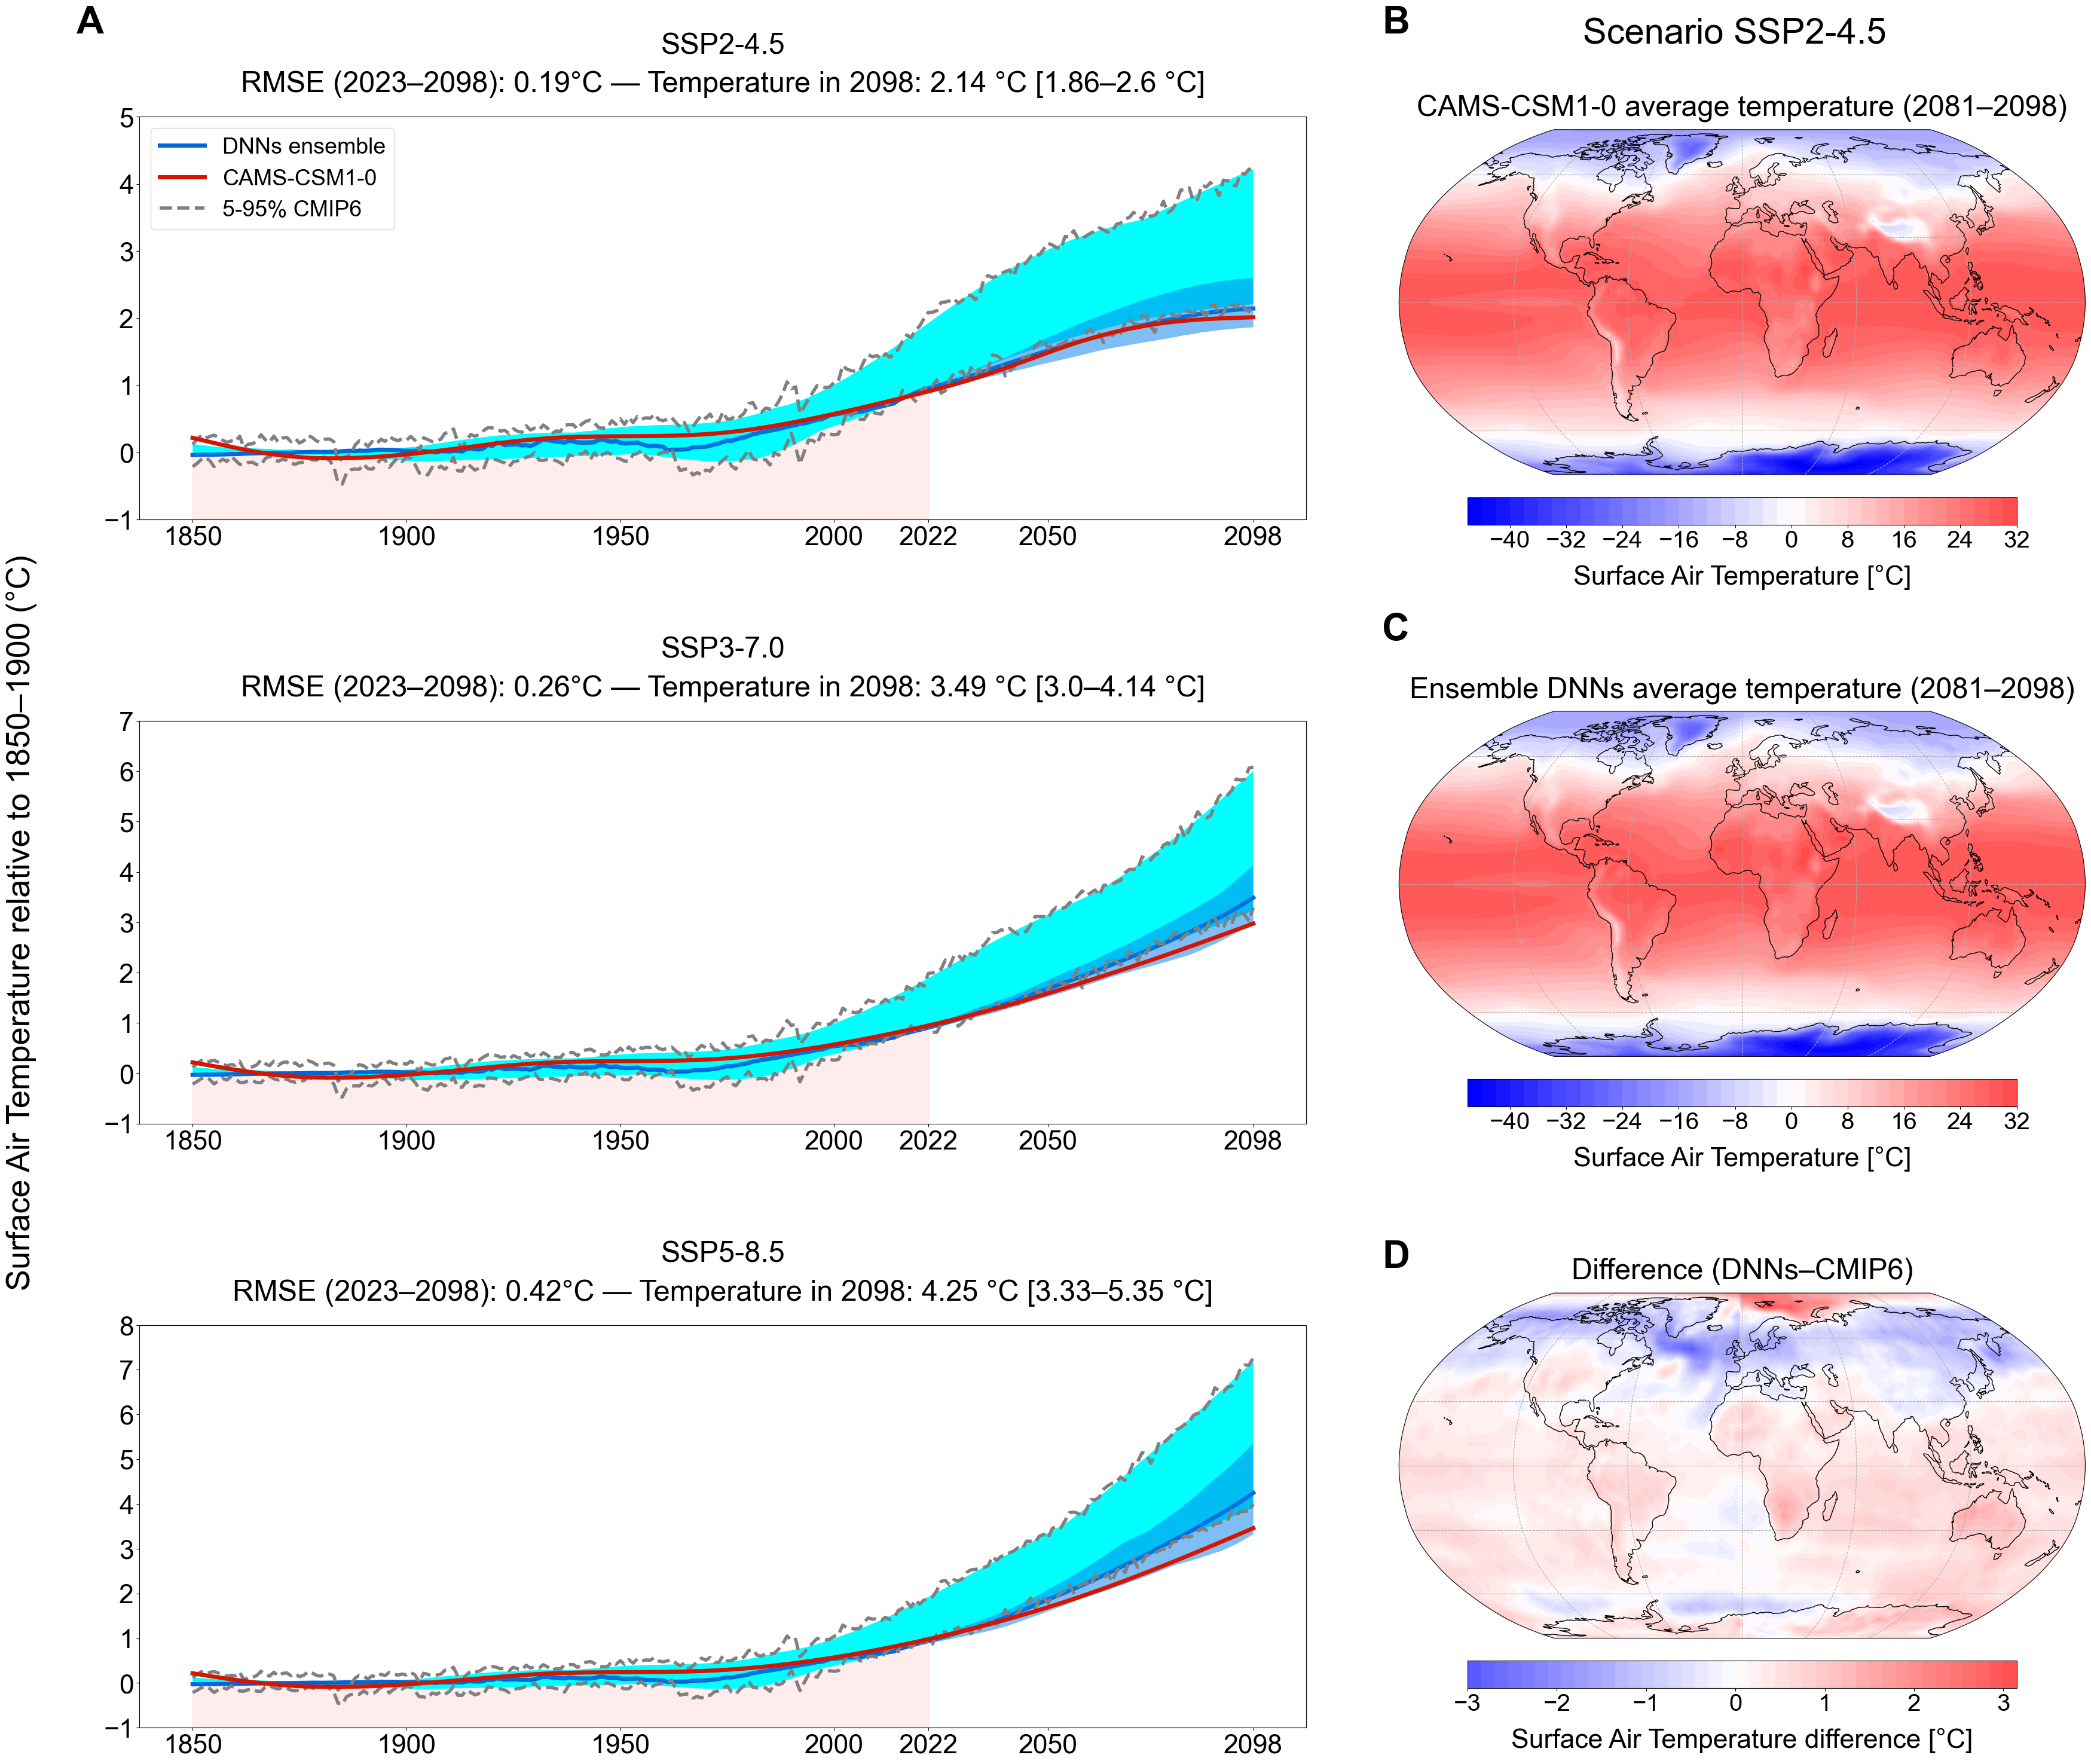 A
SSP2-4.5
RMSE (2023–2098): 0.19°C — Temperature in 2098: 2.14 °C [1.86–2.6 °C]
DNNs ensemble
CAMS-CSM1-0
5-95% CMIP6
5
4
3
2
1
0
−1
1850 1900 1950 2000 2022 2050 2098
SSP3-7.0
RMSE (2023–2098): 0.26°C — Temperature in 2098: 3.49 °C [3.0–4.14 °C]
7
6
5
4
3
2
1
0
−1
1850 1900 1950 2000 2022 2050 2098
SSP5-8.5
RMSE (2023–2098): 0.42°C — Temperature in 2098: 4.25 °C [3.33–5.35 °C]
8
7
6
5
4
3
2
1
0
−1
1850 1900 1950 2000 2022 2050 2098
Surface Air Temperature relative to 1850–1900 (°C)
B
Scenario SSP2-4.5
CAMS-CSM1-0 average temperature (2081–2098)
−40 −32 −24 −16 −8 0 8 16 24 32
Surface Air Temperature [°C]
C
Ensemble DNNs average temperature (2081–2098)
−40 −32 −24 −16 −8 0 8 16 24 32
Surface Air Temperature [°C]
D
Difference (DNNs–CMIP6)
−3 −2 −1 0 1 2 3
Surface Air Temperature difference [°C]